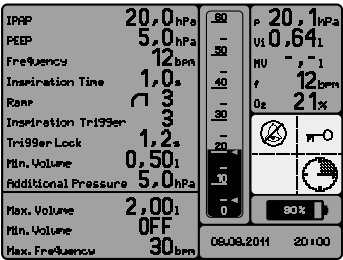 IPAP 20,0hPa
PEEP 5,0hPa
Frequency 12bpm
Inspiration Time 1,0s
Ramp 3
Inspiration Trigger 3
Trigger Lock 1,2s
Min. Volume 0,50l
Additional Pressure 5,0hPa
Max. Volume 2,00l
Min. Volume OFF
Max. Frequency 30bpm
60
50
40
30
20
10
0
P 20,1hPa
Vi 0,64l
MV -,-l
f 12bpm
O2 21%
90%
09.09.2011 20:00